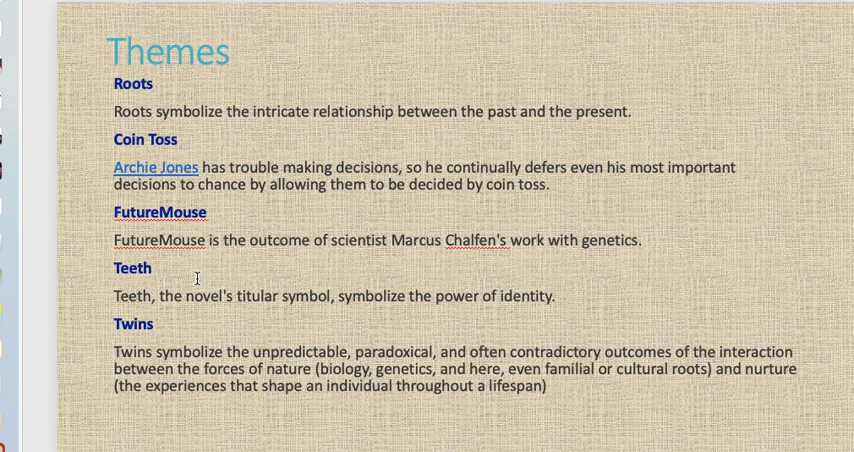 Themes
Roots
Roots symbolize the intricate relationship between the past and the present.
Coin Toss
Archie Jones has trouble making decisions, so he continually defers even his most important
decisions to chance by allowing them to be decided by coin toss.
FutureMouse
FutureMouse is the outcome of scientist Marcus Chalfen's work with genetics.
Teeth
Teeth, the novel's titular symbol, symbolize the power of identity.
Twins
Twins symbolize the unpredictable, paradoxical, and often contradictory outcomes of the interaction
between the forces of nature (biology, genetics, and here, even familial or cultural roots) and nurture
(the experiences that shape an individual throughout a lifespan)